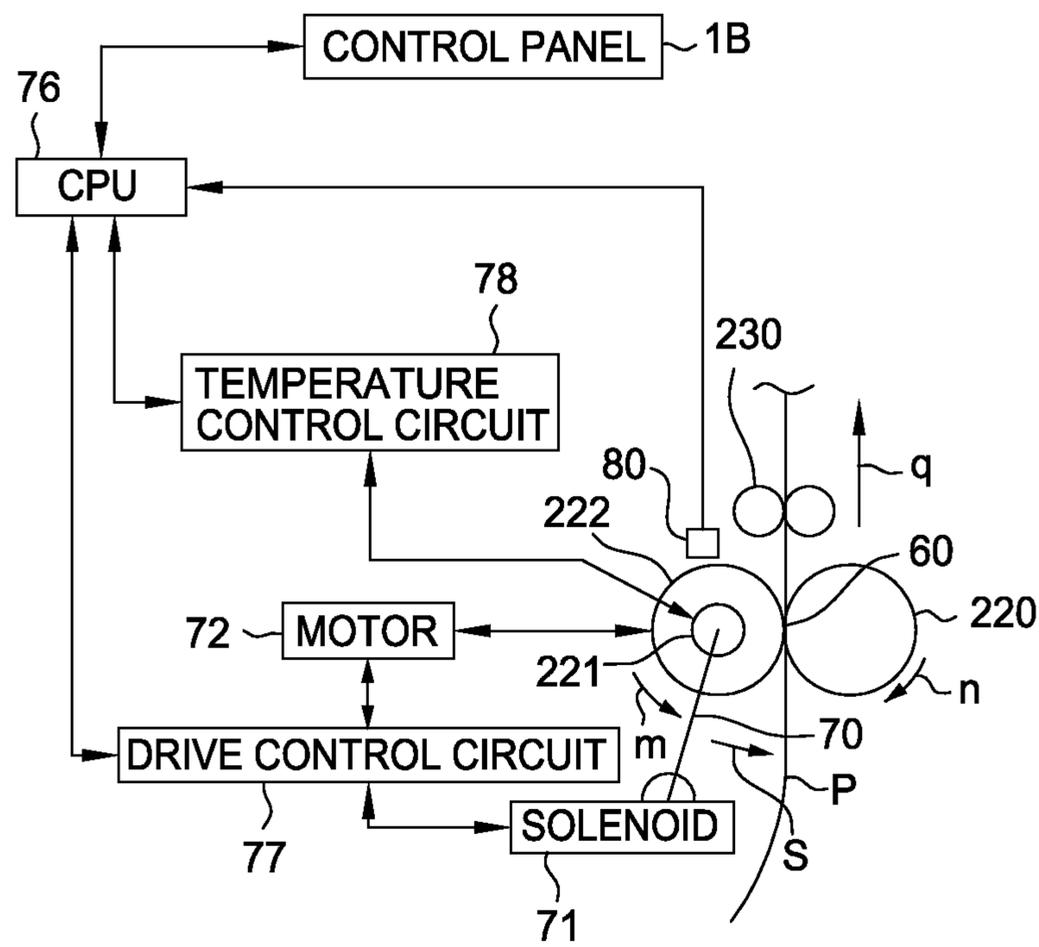 CONTROL PANEL
1B
76
CPU
78
TEMPERATURE
CONTROL CIRCUIT
230
q
80
222
60
220
72
MOTOR
221
n
m
70
DRIVE CONTROL CIRCUIT
P
77
SOLENOID
S
71